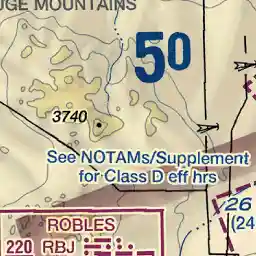 UGE MOUNTAINS
5⁰
3740
See NOTAMs/Supplement
for Class D eff hrs
ROBLES
220 RBJ
26
(24